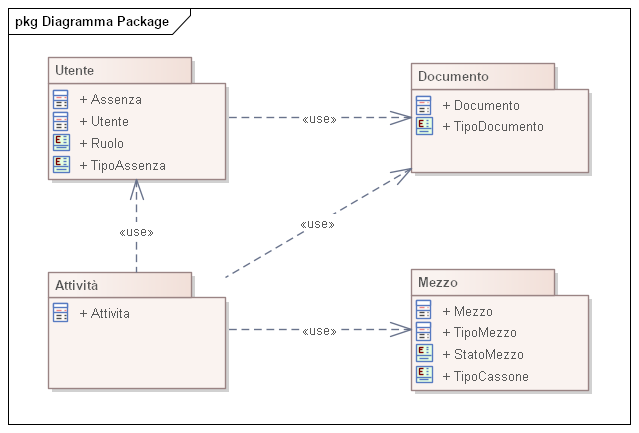 pkg Diagramma Package
Utente
+ Assenza
+ Utente
+ Ruolo
+ TipoAssenza
«use»
Documento
+ Documento
+ TipoDocumento
«use»
«use»
Attività
+ Attivita
«use»
Mezzo
+ Mezzo
+ TipoMezzo
+ StatoMezzo
+ TipoCassone